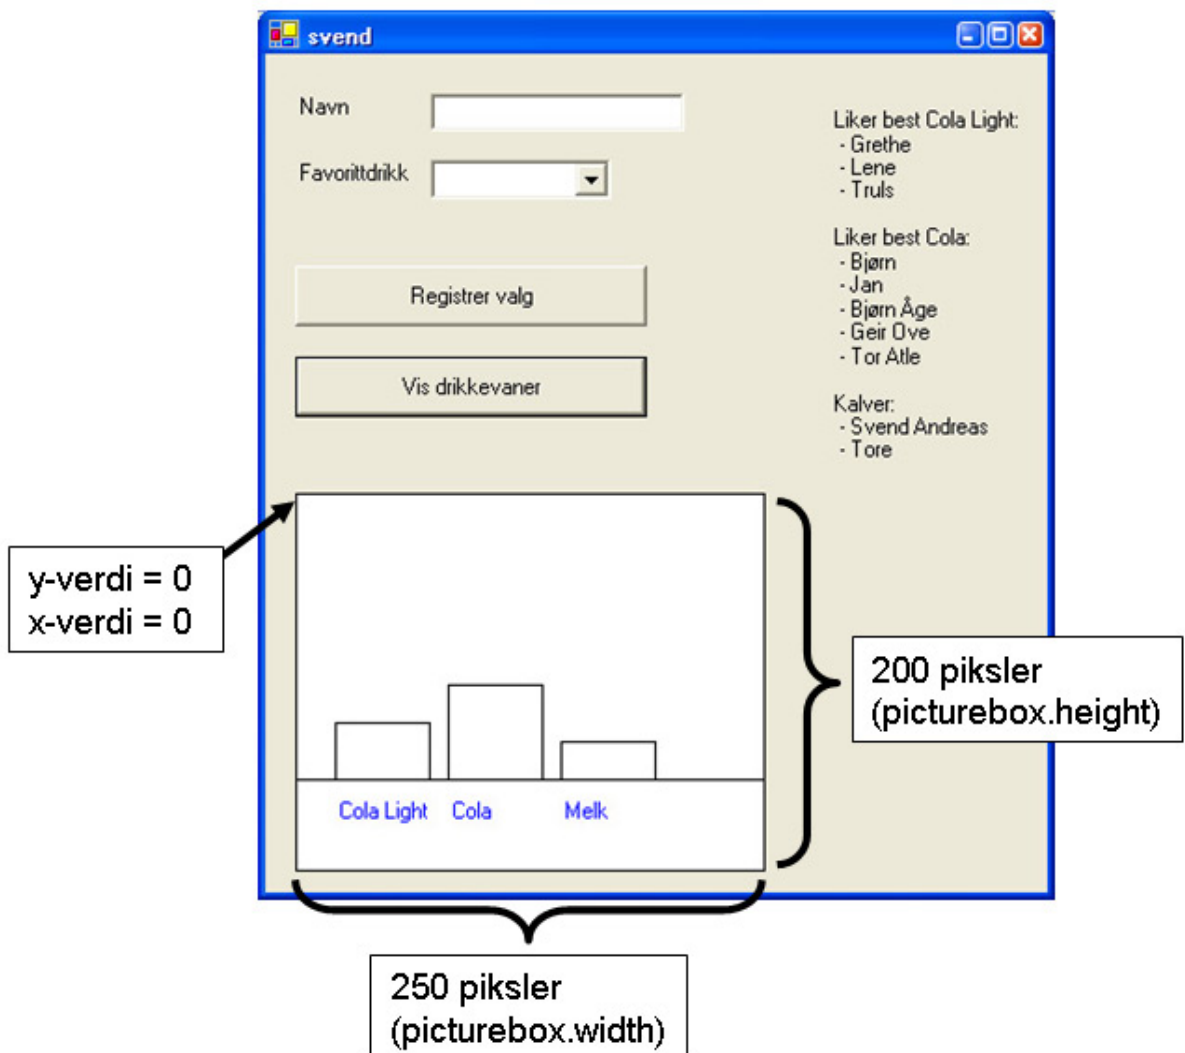 svend
Navn
Favorittdrikk
Registrer valg
Vis drikkevaner
Liker best Cola Light:
- Grethe
- Lene
- Truls
Liker best Cola:
- Bjørn
- Jan
- Bjørn Åge
- Geir Ove
- Tor Atle
Kalver:
- Svend Andreas
- Tore
y-verdi = 0
x-verdi = 0
200 piksler
(picturebox.height)
Cola Light Cola Melk
250 piksler
(picturebox.width)